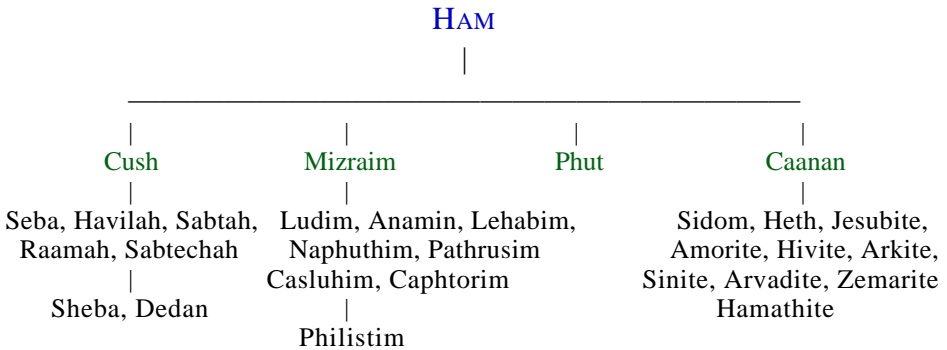 HAM
Cush Mizraim Phut Caanan
Seba, Havilah, Sabtah, Ludim, Anamin, Lehabim, Sidom, Heth, Jesubite,
Raamah, Sabtechah Naphuthim, Pathrusim Amorite, Hivite, Arkite,
Casluhim, Caphtorim Sinite, Arvadite, Zemarite
Sheba, Dedan Hamathite
Philistim